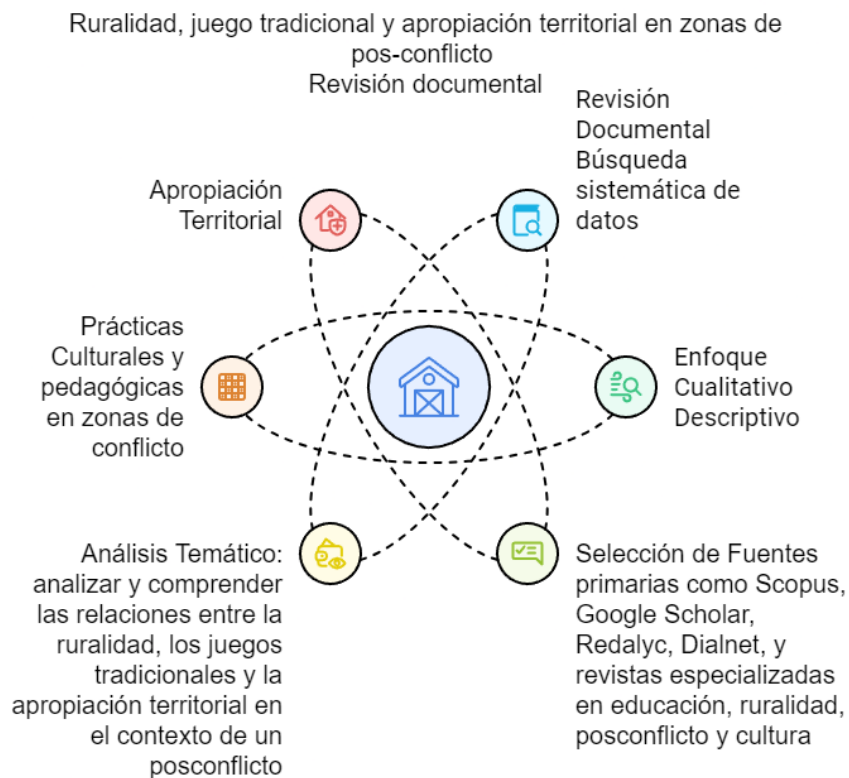 Ruralidad, juego tradicional y apropiación territorial en zonas de
pos-conflicto
Revisión documental
Apropiación
Territorial
Revisión
Documental
Búsqueda
sistemática de
datos
Prácticas
Culturales y
pedagógicas
en zonas de
conflicto
Enfoque
Cualitativo
Descriptivo
Análisis Temático:
analizar y comprender
las relaciones entre la
ruralidad, los juegos
tradicionales y la
apropiación territorial en
el contexto de un
posconflicto
Selección de Fuentes
primarias como Scopus,
Google Scholar,
Redalyc, Dialnet, y
revistas especializadas
en educación, ruralidad,
posconflicto y cultura